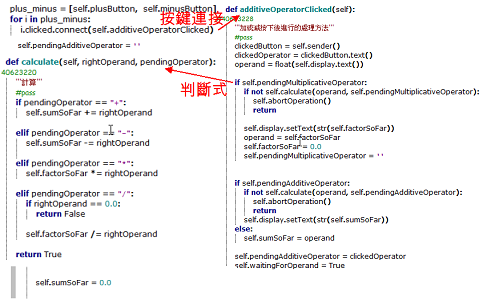 plus_minus = [self.plusButton, self.minusButton]
for i in plus_minus:
i.clicked.connect(self.additiveOperatorClicked)
self.pendingAdditiveOperator = ''
def calculate(self, rightOperand, pendingOperator):
40623220
'''計算'''
#pass
if pendingOperator == "+":
self.sumSoFar += rightOperand
elif pendingOperator == "-":
self.sumSoFar -= rightOperand
elif pendingOperator == "*":
self.factorSoFar *= rightOperand
elif pendingOperator == "/":
if rightOperand == 0.0:
return False
self.factorSoFar /= rightOperand
return True
self.sumSoFar = 0.0
按鍵連接
判斷式
def additiveOperatorClicked(self):
40623228
'''加或減按下後進行的處理方法'''
#pass
clickedButton = self.sender()
clickedOperator = clickedButton.text()
operand = float(self.display.text())
if self.pendingMultiplicativeOperator:
if not self.calculate(operand, self.pendingMultiplicativeOperator):
self.abortOperation()
return
self.display.setText(str(self.factorSoFar))
operand = self.factorSoFar
self.factorSoFar = 0.0
self.pendingMultiplicativeOperator = ''
if self.pendingAdditiveOperator:
if not self.calculate(operand, self.pendingAdditiveOperator):
self.abortOperation()
return
self.display.setText(str(self.sumSoFar))
else:
self.sumSoFar = operand
self.pendingAdditiveOperator = clickedOperator
self.waitingForOperand = True